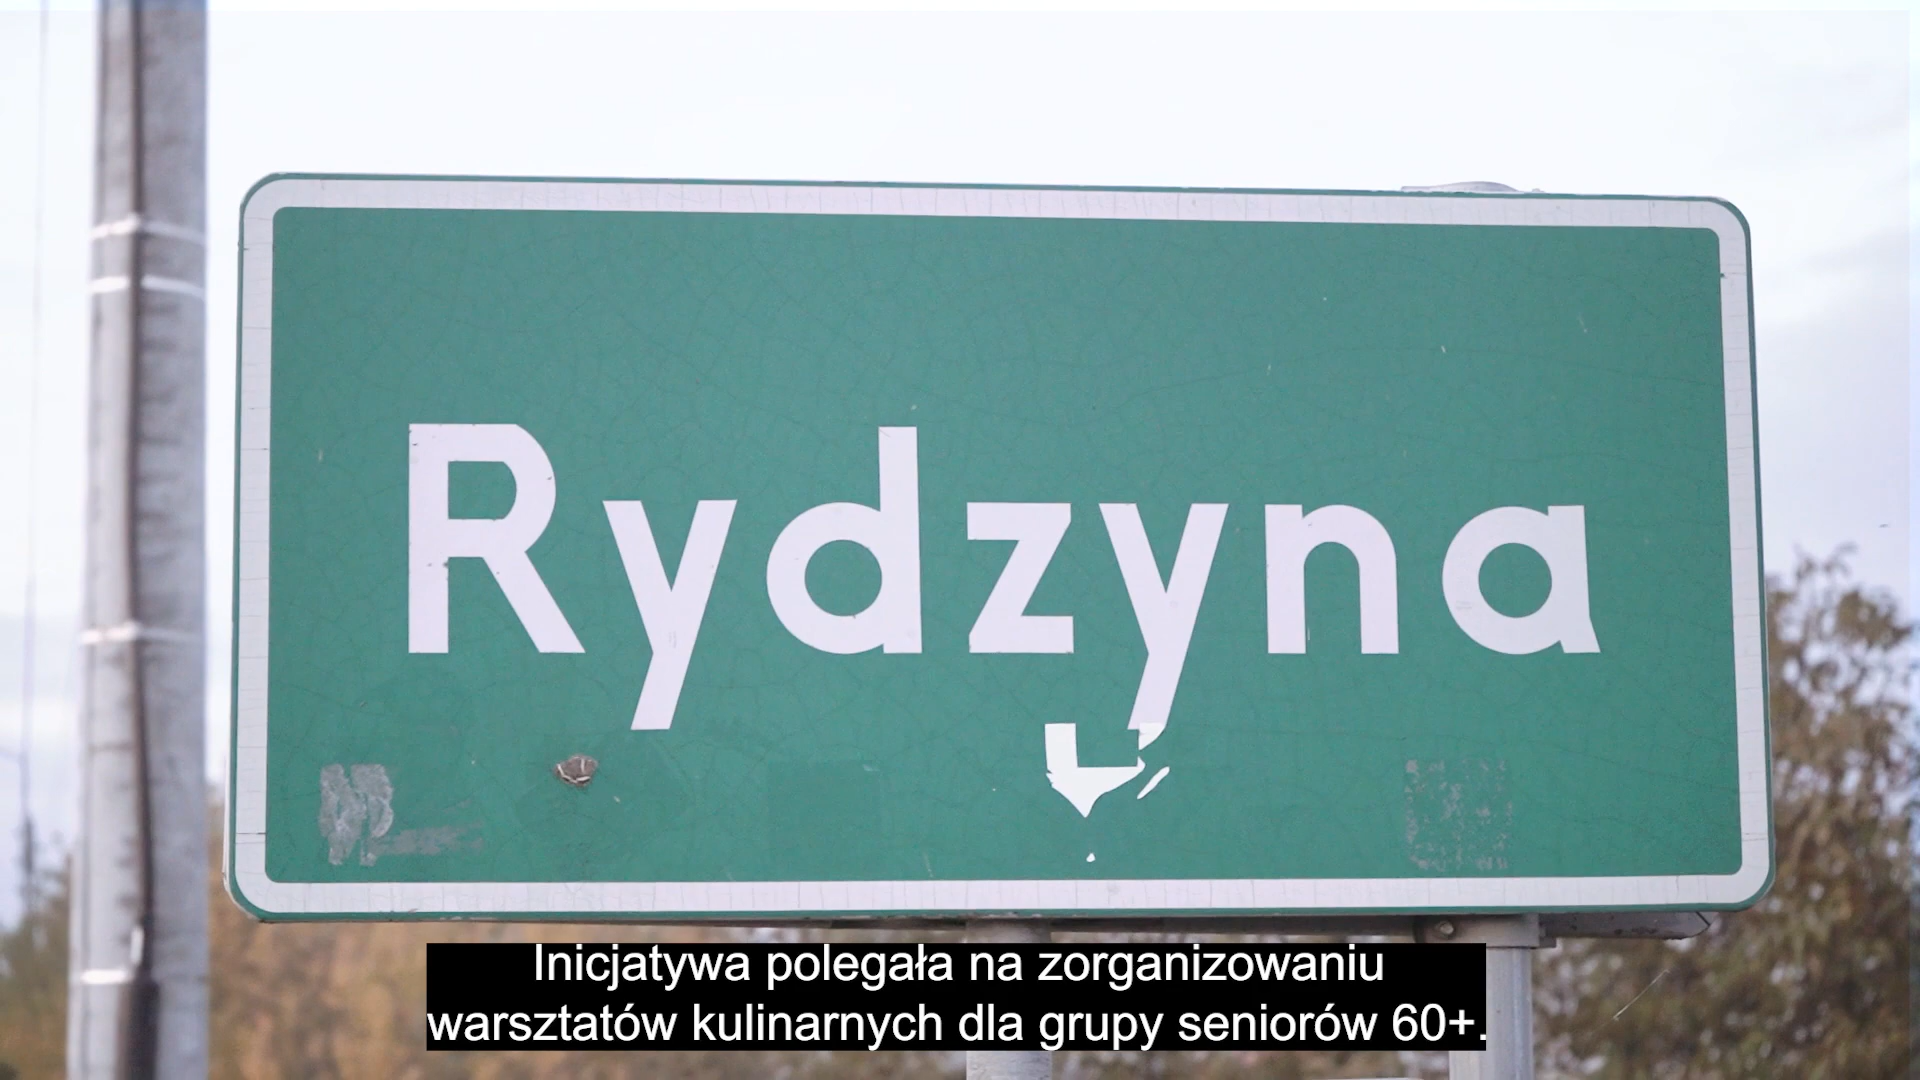 Rydzyna
Inicjatywa polegała na zorganizowaniu
warsztatów kulinarnych dla grupy seniorów 60+.